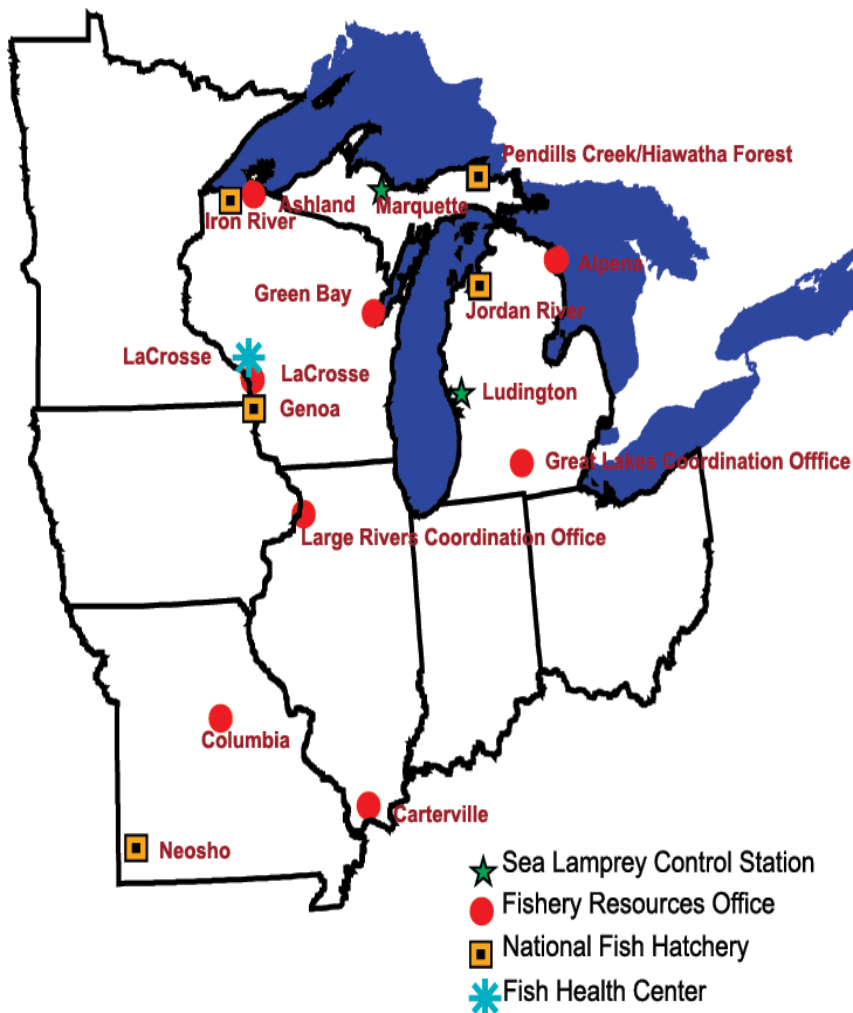 Pendills Creek/Hiawatha Forest
Ashland
Marquette
Iron River
Alpena
Green Bay
Jordan River
LaCrosse
LaCrosse
Ludington
Genoa
Great Lakes Coordination Offfice
Large Rivers Coordination Office
Columbia
Carterville
Neosho
Sea Lamprey Control Station
Fishery Resources Office
National Fish Hatchery
Fish Health Center